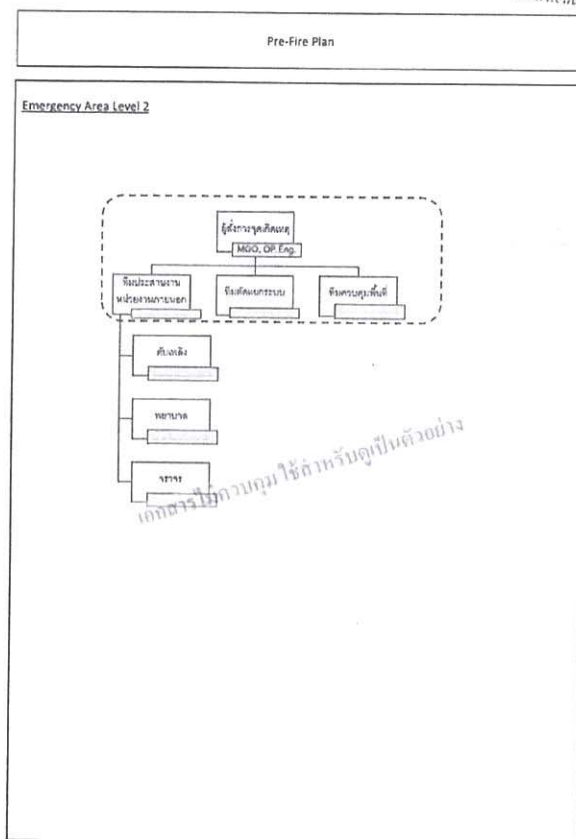 Pre-Fire Plan
Emergency Area Level 2
ผู้สั่งการจุดเกิดเหตุ
MGO, OP. Eng.
ทีมประสานงาน
หน่วยงานภายนอก
ทีมตัดแยกระบบ
ทีมควบคุมพื้นที่
ดับเพลิง
พยาบาล
จราจร
เอกสารไม่ควบคุม ใช้สำหรับดูเป็นตัวอย่าง